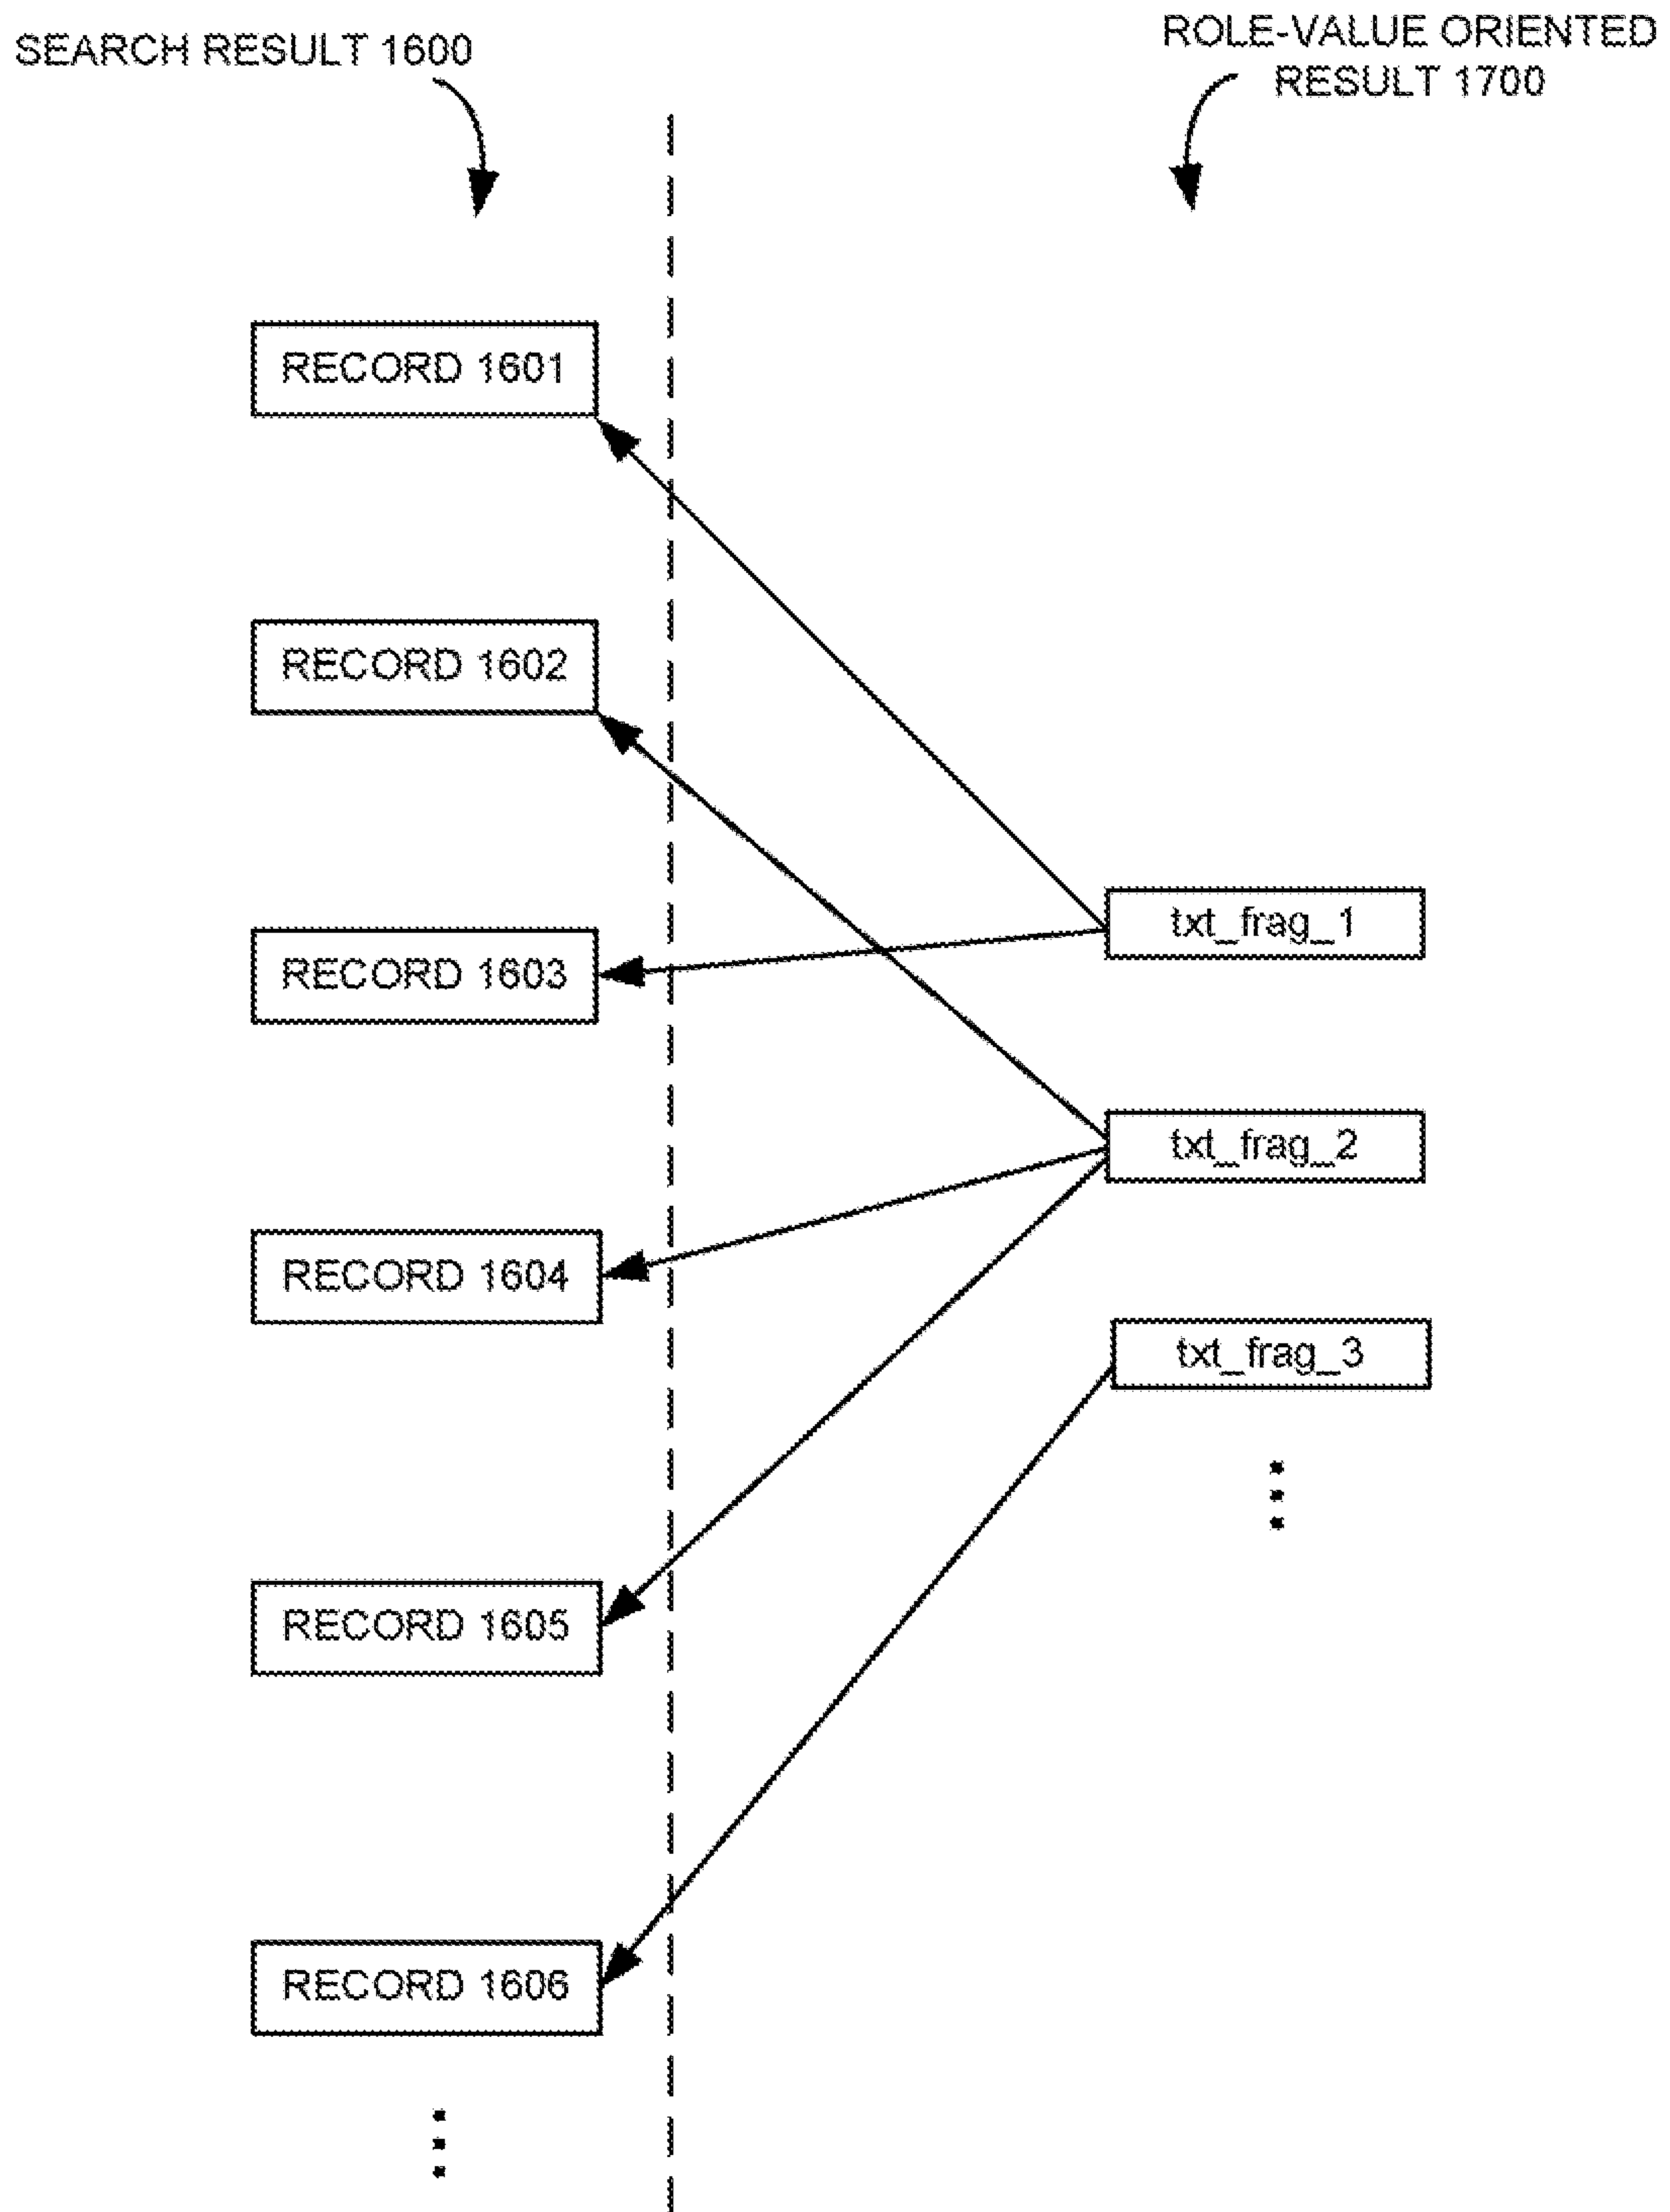 SEARCH RESULT 1600
ROLE-VALUE ORIENTED
RESULT 1700
RECORD 1601
RECORD 1602
RECORD 1603
RECORD 1604
RECORD 1605
RECORD 1606
txt_frag_1
txt_frag_2
txt_frag_3